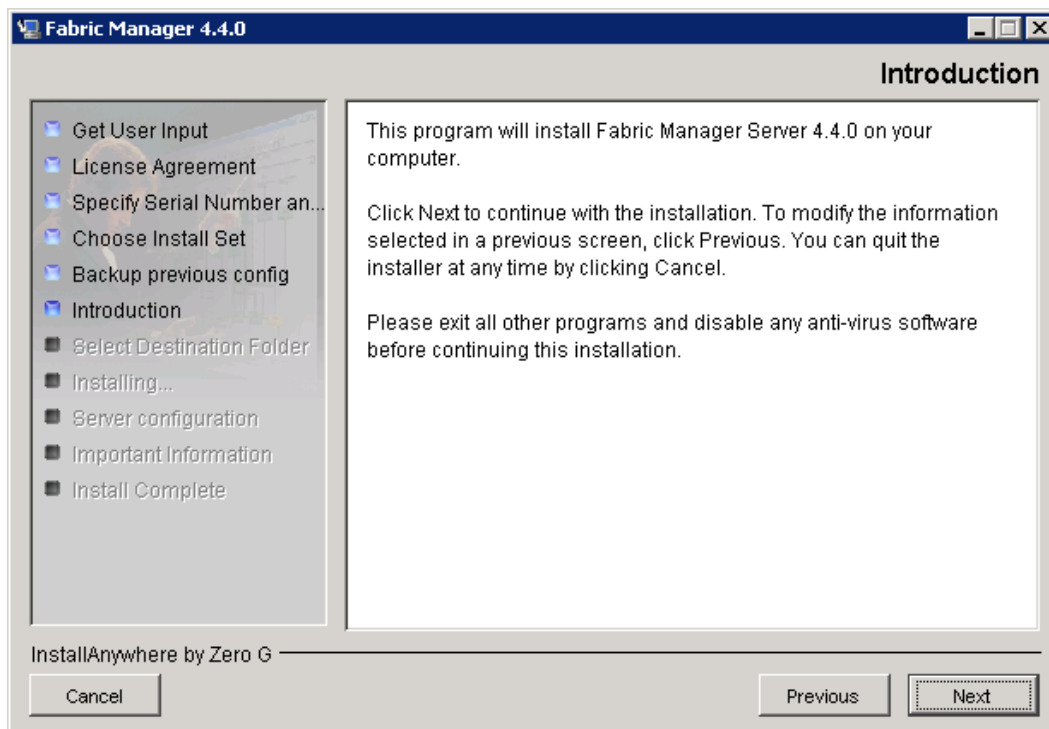 Fabric Manager 4.4.0
Introduction
Get User Input
License Agreement
Specify Serial Number an...
Choose Install Set
Backup previous config
Introduction
Select Destination Folder
Installing...
Server configuration
Important Information
Install Complete
This program will install Fabric Manager Server 4.4.0 on your
computer.
Click Next to continue with the installation. To modify the information
selected in a previous screen, click Previous. You can quit the
installer at any time by clicking Cancel.
Please exit all other programs and disable any anti-virus software
before continuing this installation.
InstallAnywhere by Zero G
Cancel
Previous
Next